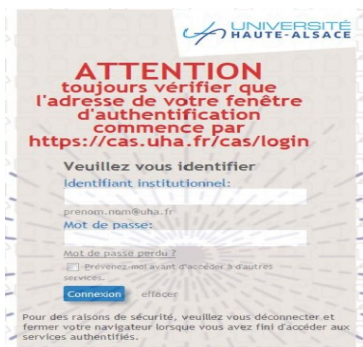 UNIVERSITÉ
HAUTE-ALSACE
ATTENTION
toujours vérifier que
l'adresse de votre fenêtre
d'authentification
commence par
https://cas.uha.fr/cas/login
Veuillez vous identifier
Identifiant institutionnel:
prenom.nom@uha.fr
Mot de passe:
Mot de passe perdu ?
Prévenez-moi avant d'accéder à d'autres
services.
Connexion effacer
Pour des raisons de sécurité, veuillez vous déconnecter et
fermer votre navigateur lorsque vous avez fini d'accéder aux
services authentifiés.